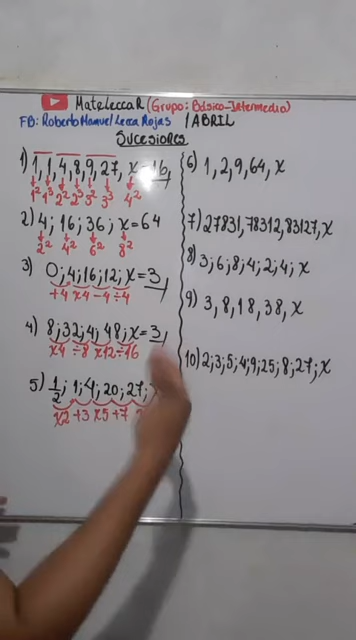 MateLeccaR (Grupo: Básico-Intermedia)
FB: Roberto Manuel Lecca Rojas / ABRIL
Sucesiones
1) 1, 1, 4, 8, 9, 27, x = 16
1² 1³ 2² 2³ 3² 3³ 4²
2) 4; 16; 36; x = 64
2² 4² 6² 8²
3) 0; 4; 16; 12; x = 3
+4 x4 -4 ÷4
4) 8; 32; 4; 48; x = 3
x4 ÷8 x12 ÷16
5) 1/2; 1; 4; 20; 27;
x2 +3 x5 +7
6) 1, 2, 9, 64, x
7) 27831, 78312, 83127, x
8) 3; 6; 8; 4; 2; 4; x
9) 3, 8, 18, 38, x
10) 2; 3; 5; 4; 9; 25; 8; 27; x